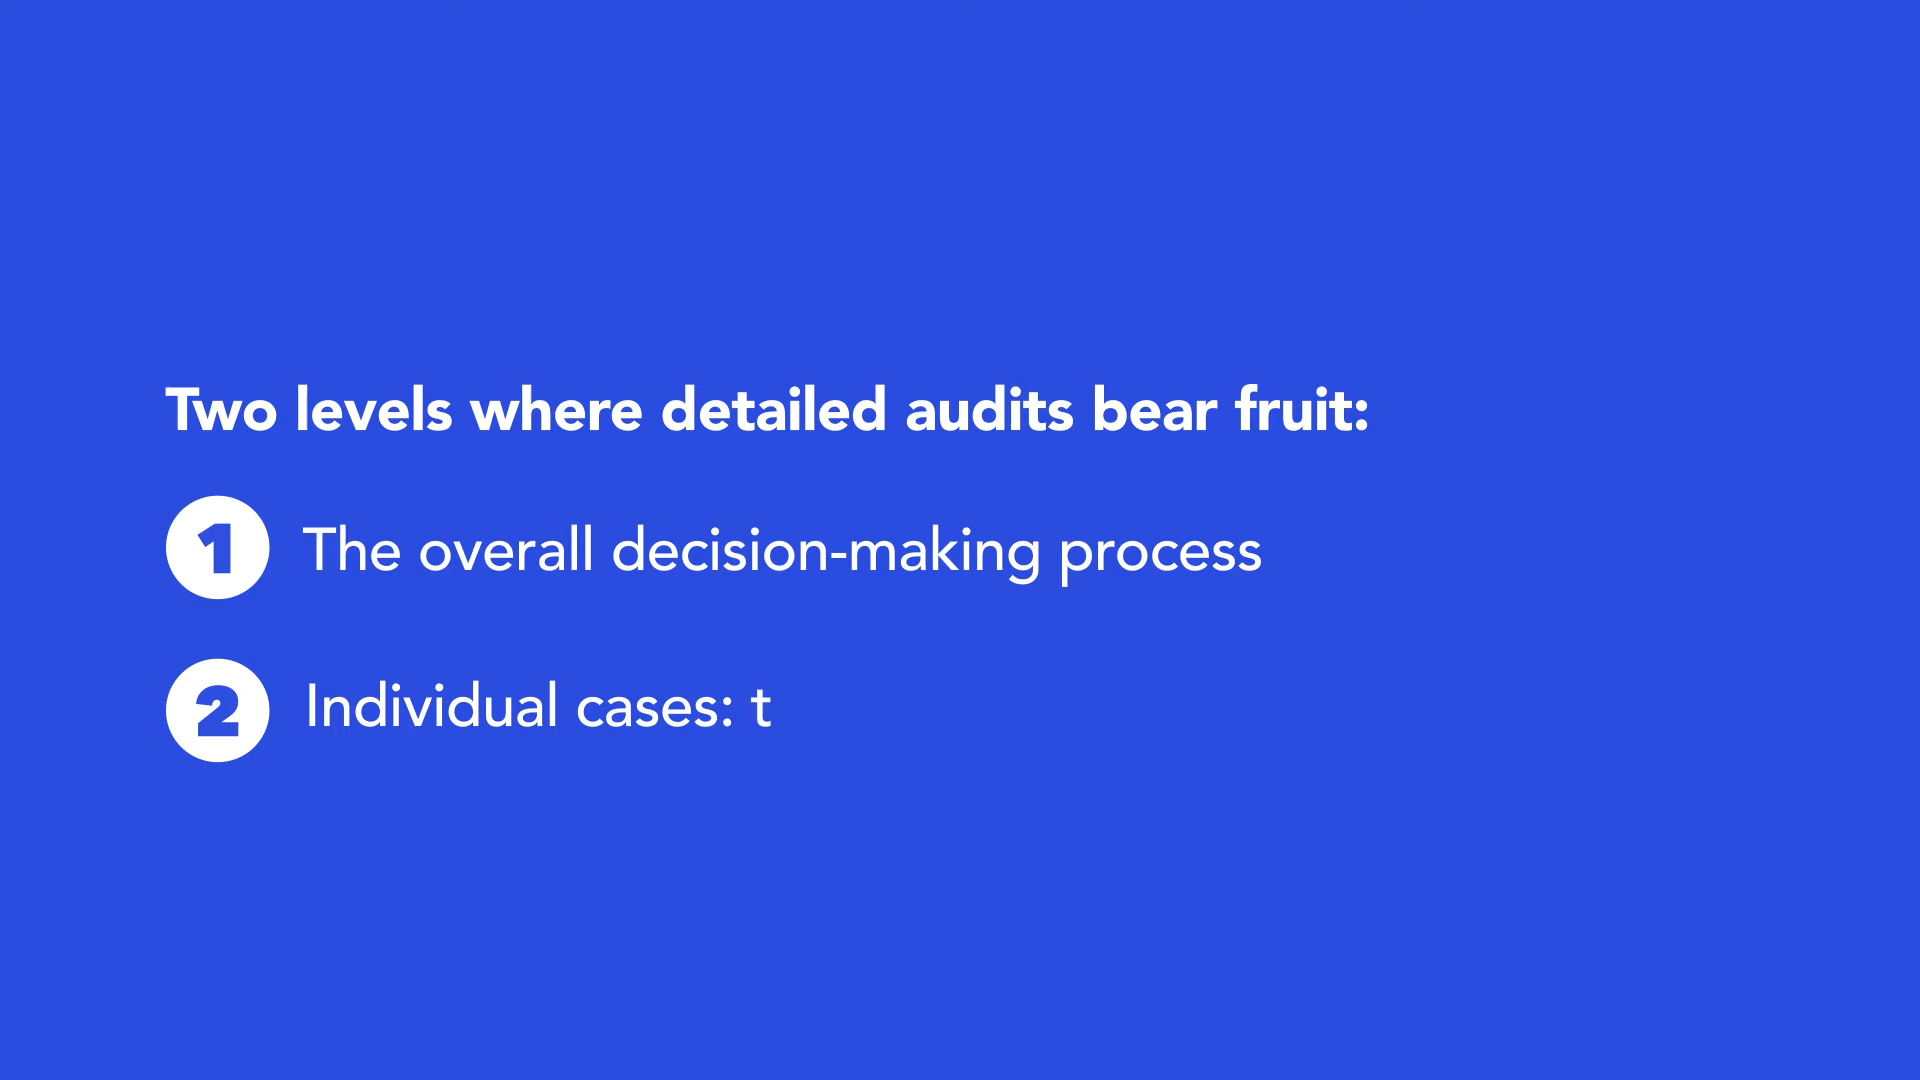 Two levels where detailed audits bear fruit:
1 The overall decision-making process
2 Individual cases: t